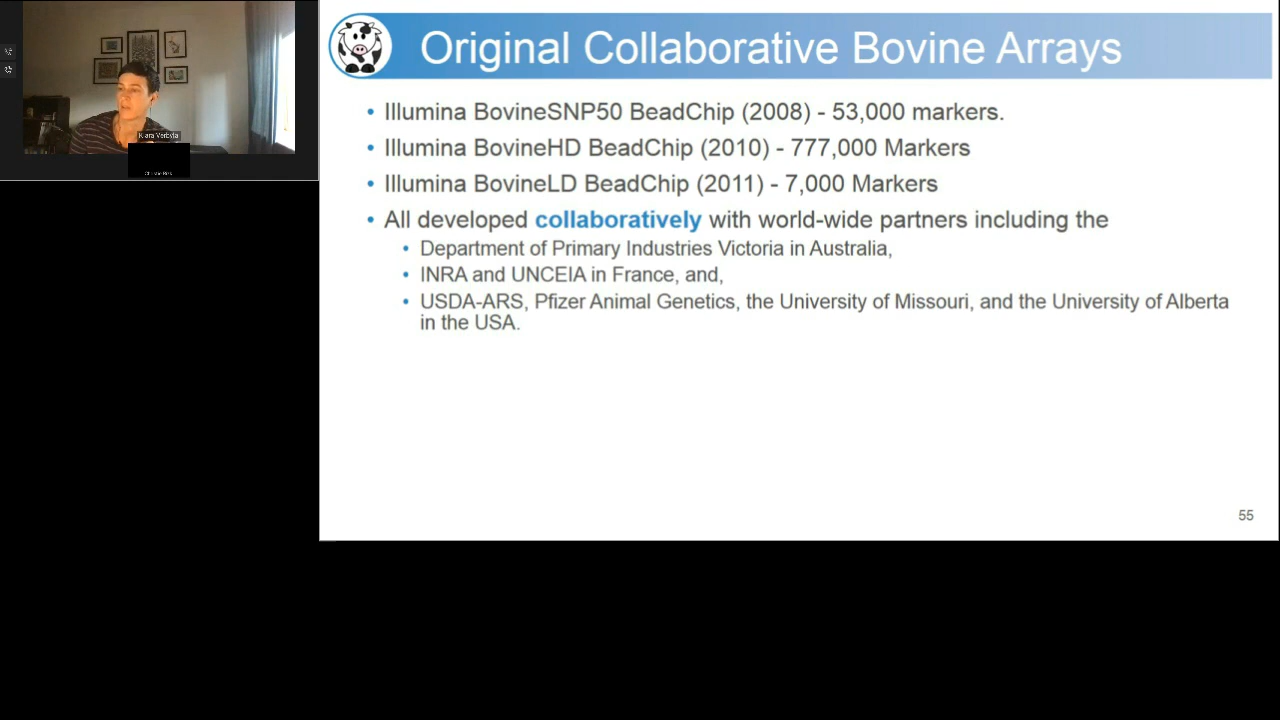 Klara Verbyla
Original Collaborative Bovine Arrays
• Illumina BovineSNP50 BeadChip (2008) - 53,000 markers.
• Illumina BovineHD BeadChip (2010) - 777,000 Markers
• Illumina BovineLD BeadChip (2011) - 7,000 Markers
• All developed collaboratively with world-wide partners including the
• Department of Primary Industries Victoria in Australia,
• INRA and UNCEIA in France, and,
• USDA-ARS, Pfizer Animal Genetics, the University of Missouri, and the University of Alberta
in the USA.
55